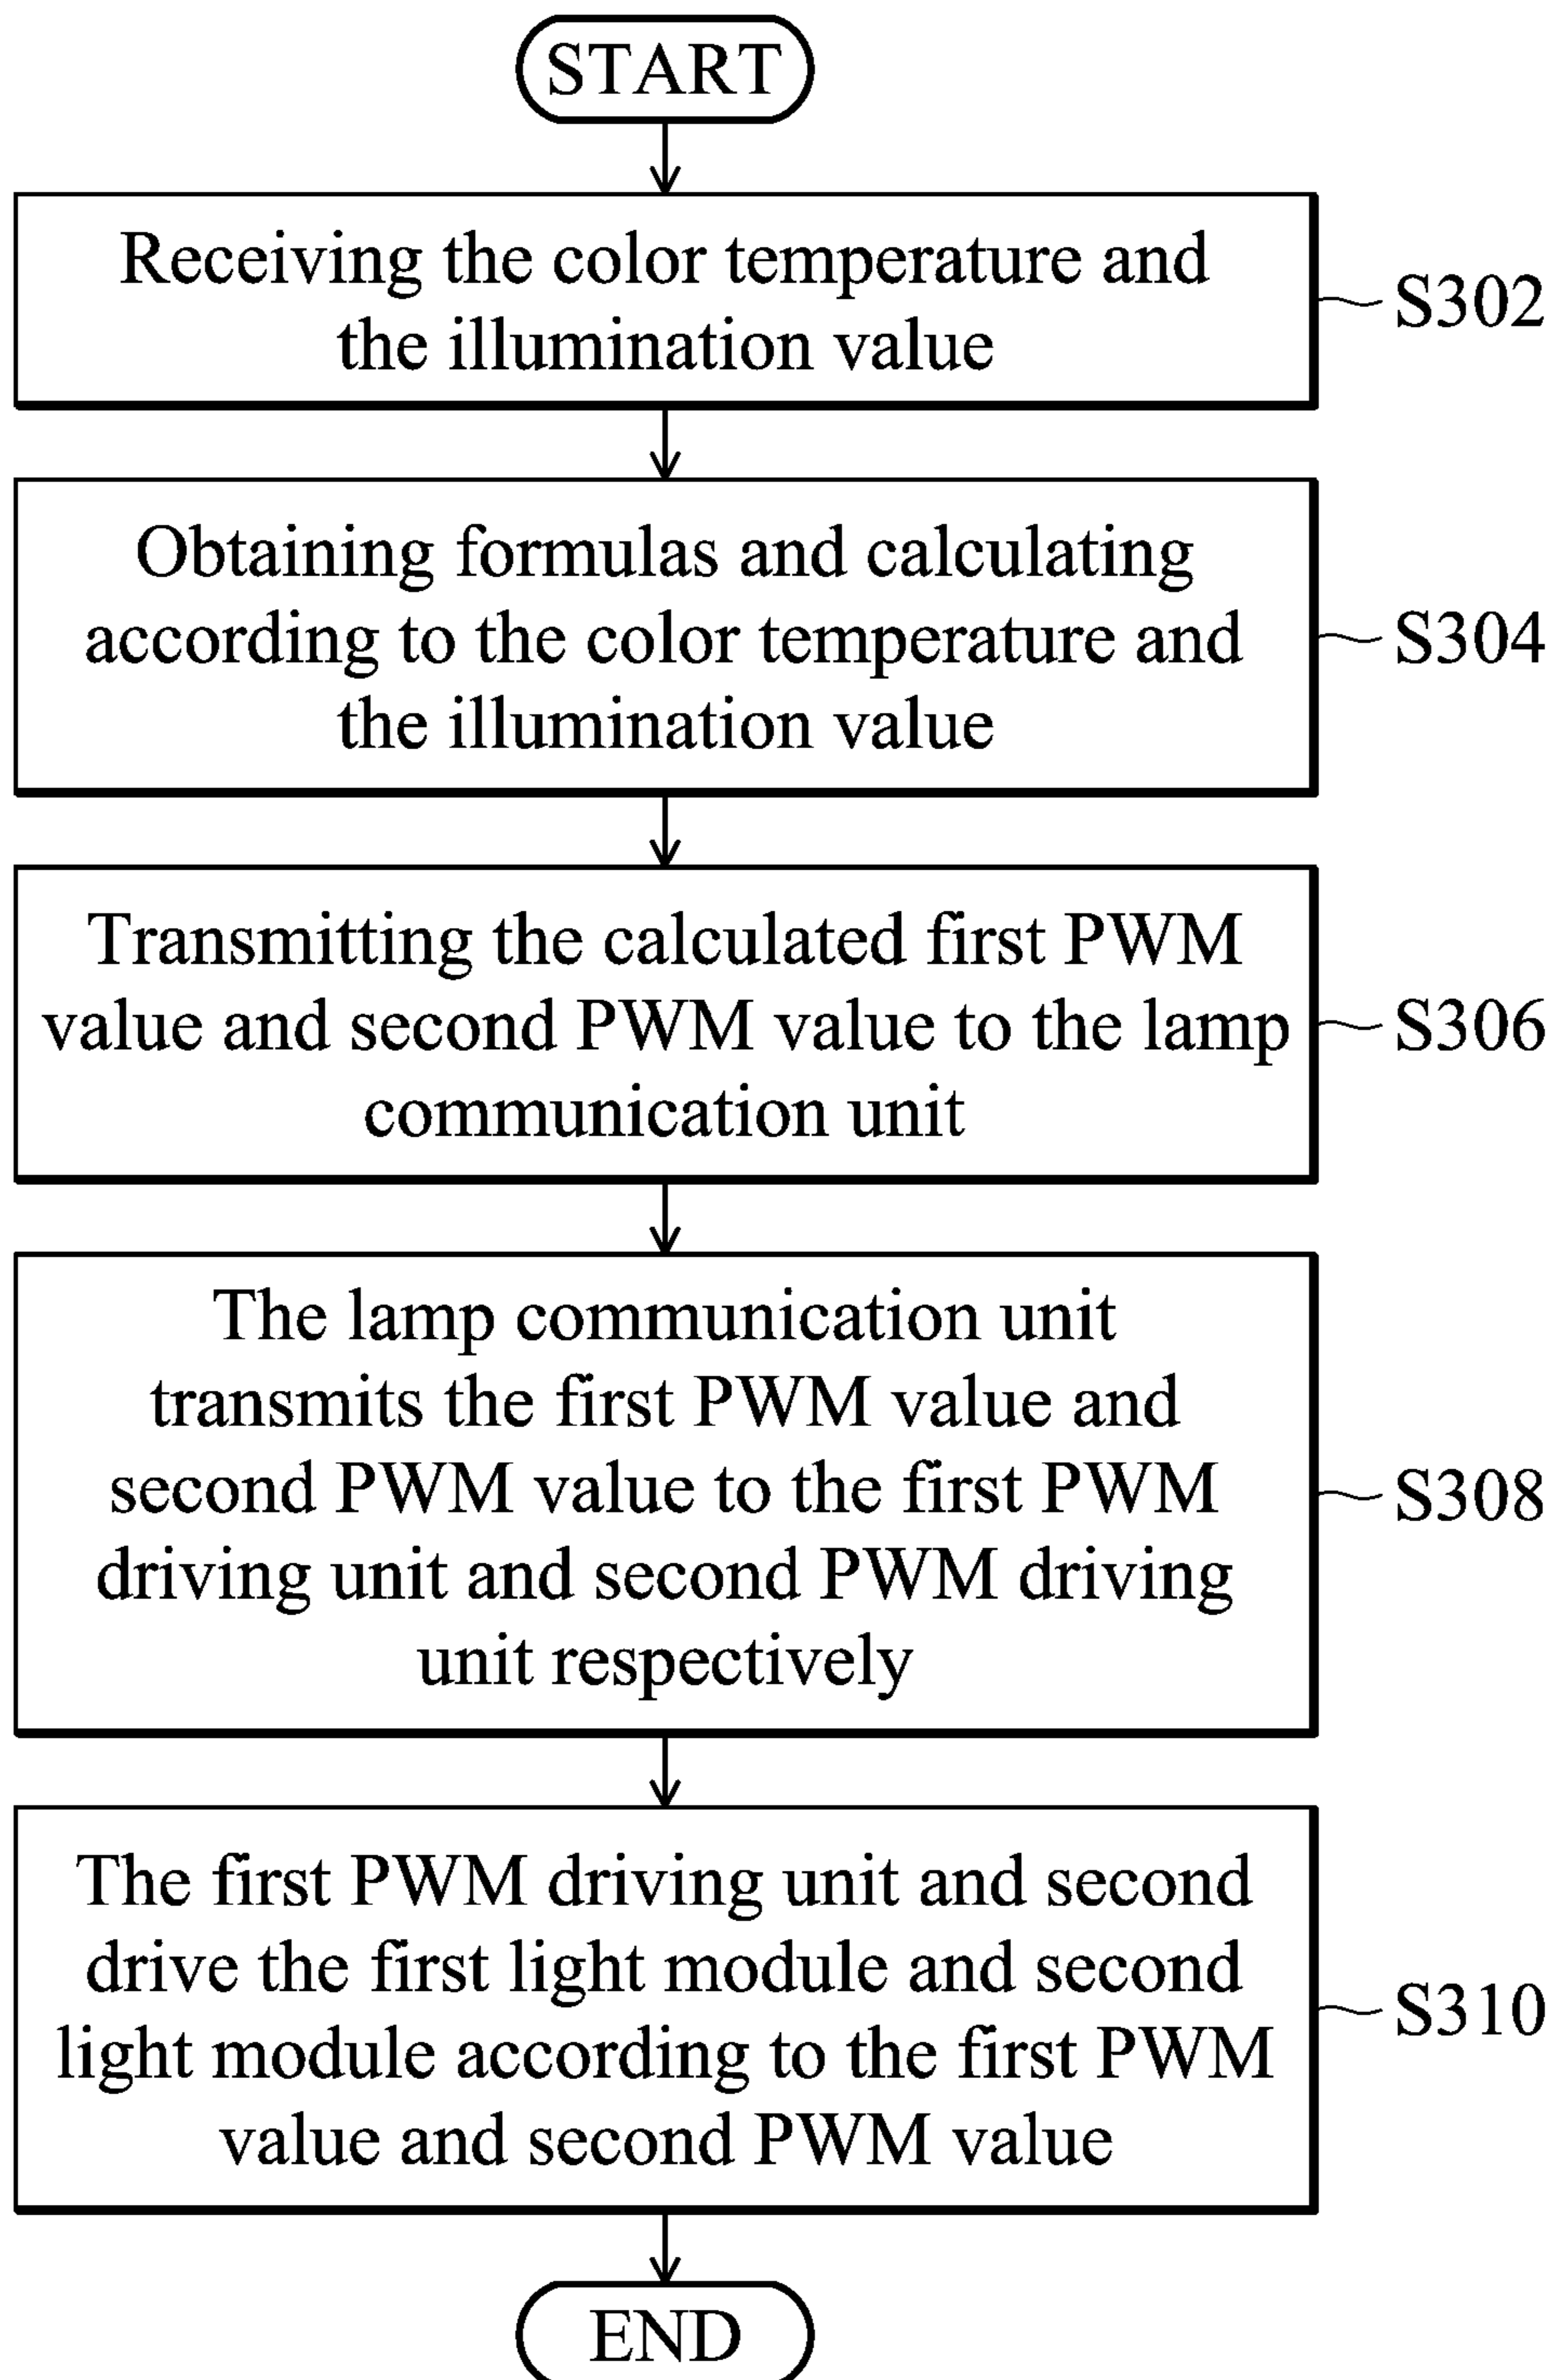 START
Receiving the color temperature and
the illumination value
S302
Obtaining formulas and calculating
according to the color temperature and
the illumination value
S304
Transmitting the calculated first PWM
value and second PWM value to the lamp
communication unit
S306
The lamp communication unit
transmits the first PWM value and
second PWM value to the first PWM
driving unit and second PWM driving
unit respectively
S308
The first PWM driving unit and second
drive the first light module and second
light module according to the first PWM
value and second PWM value
S310
END